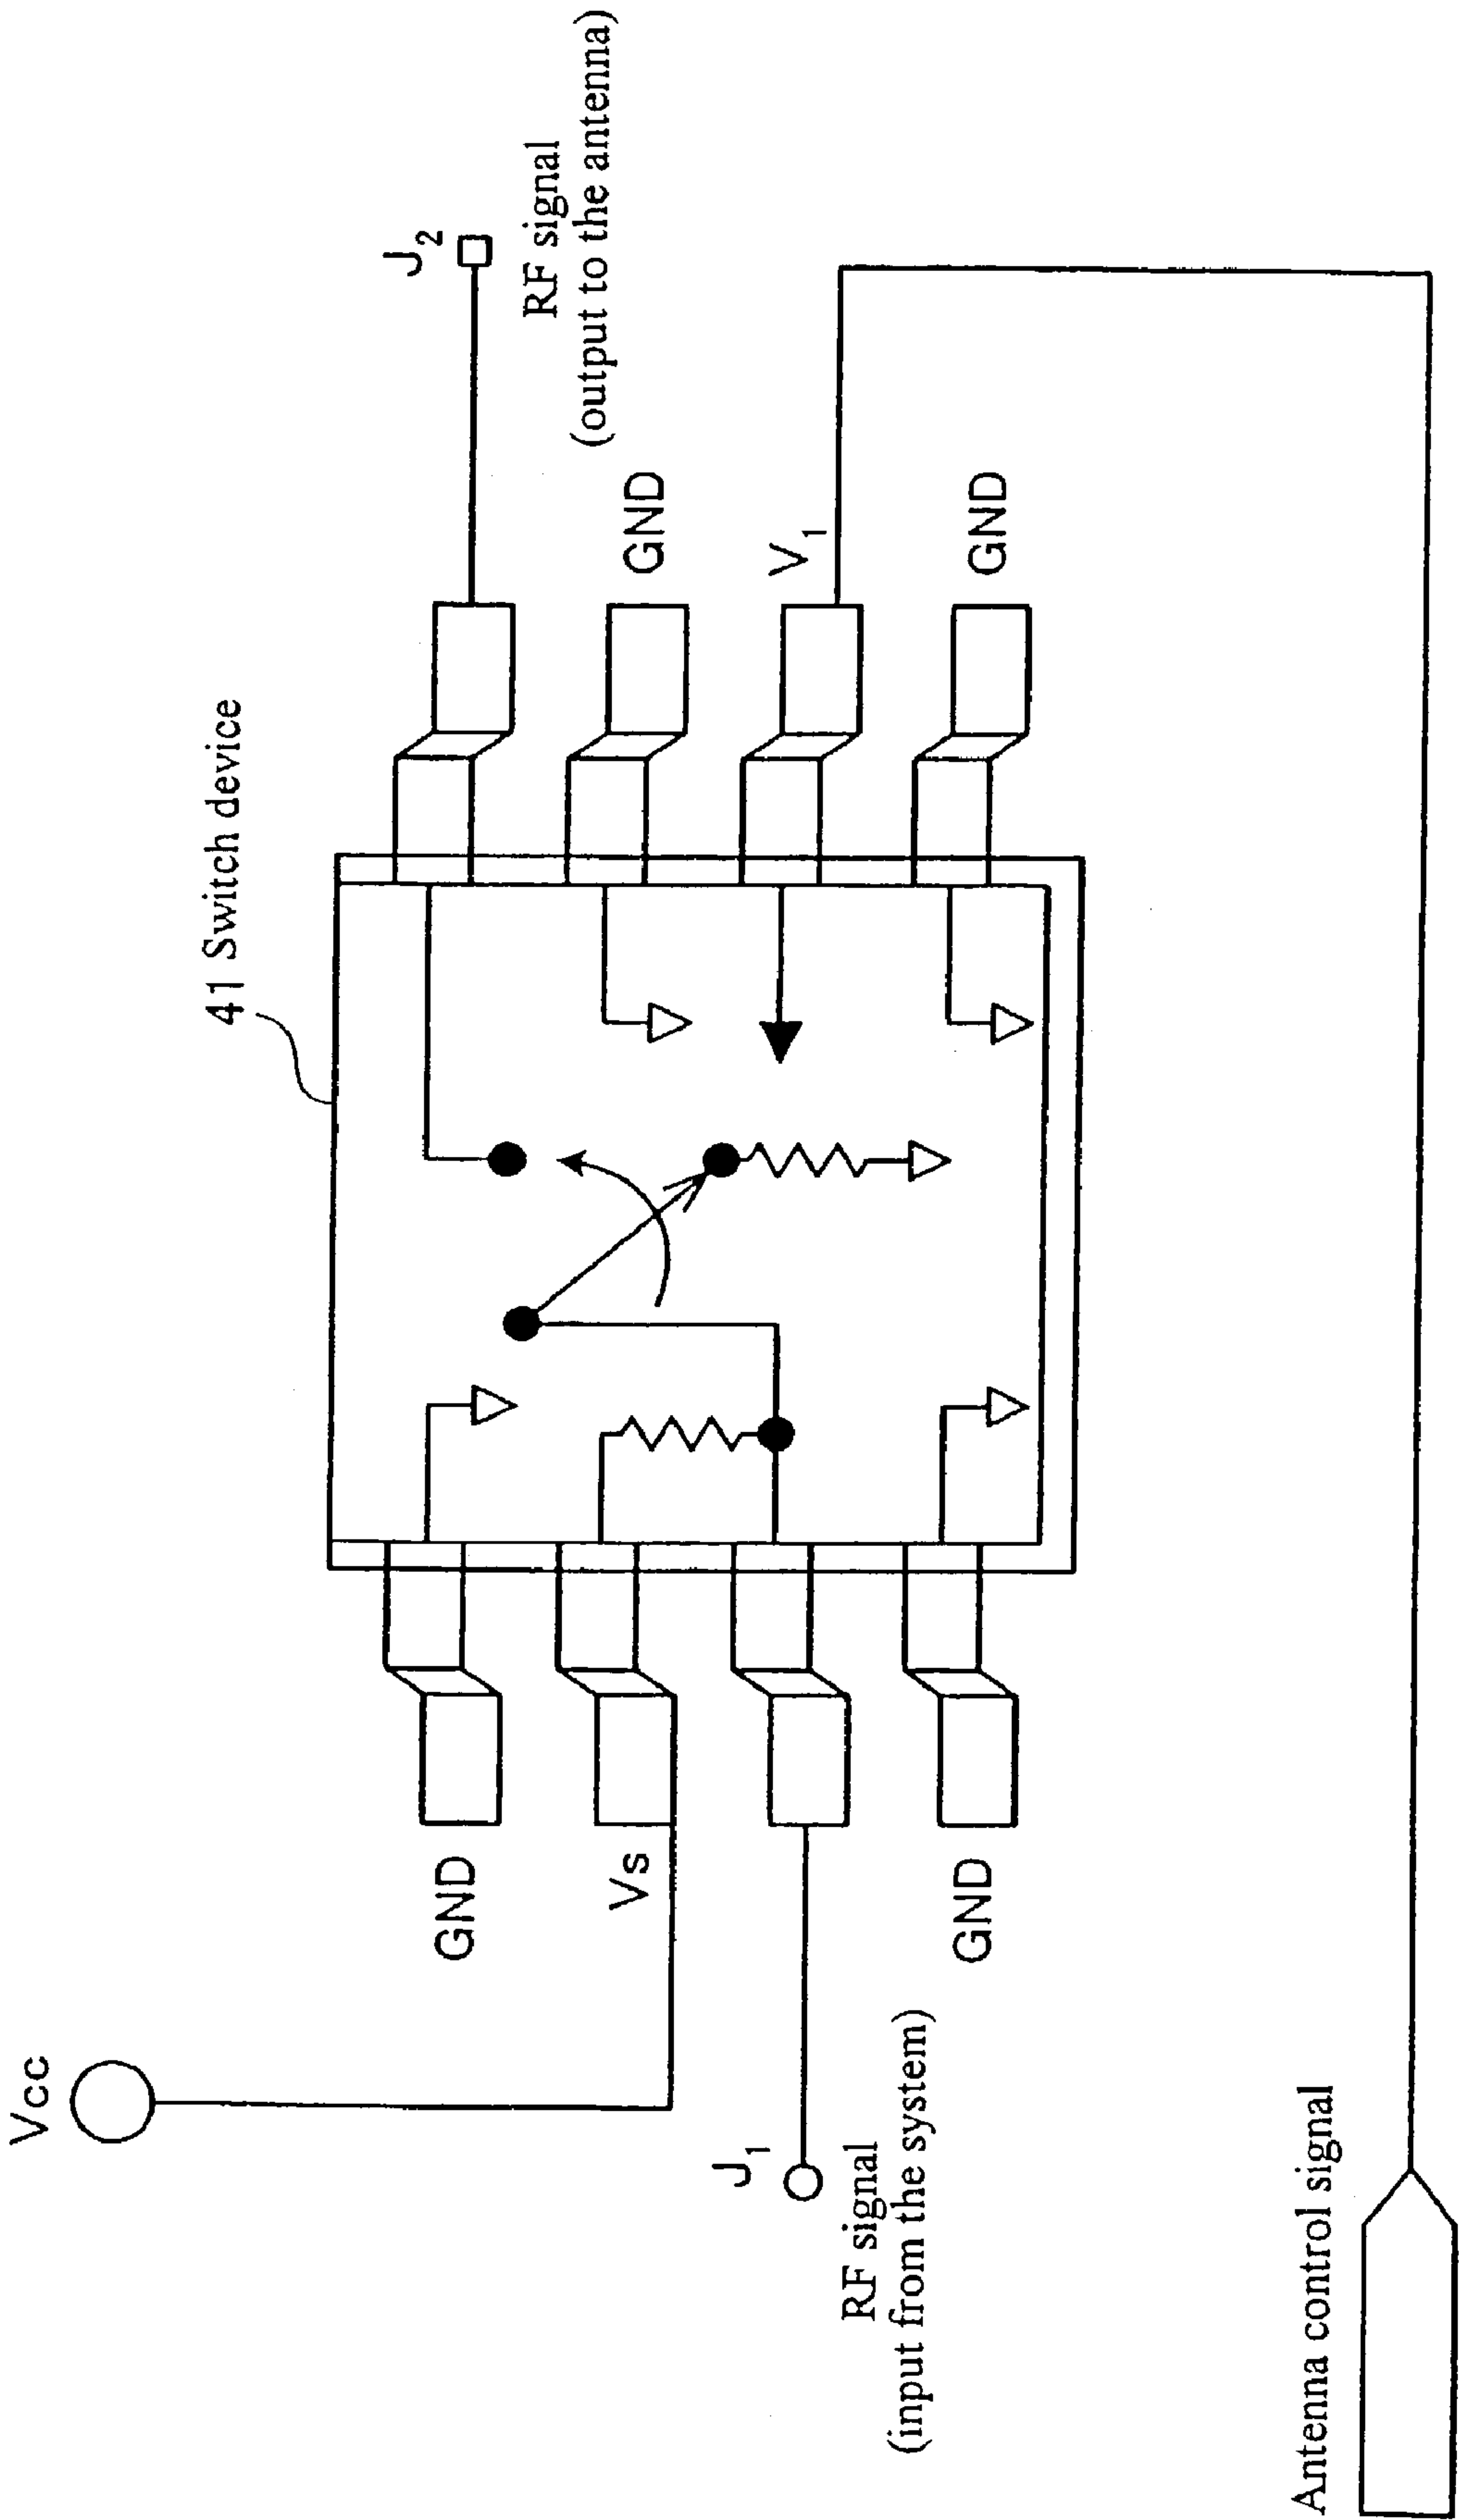 41 Switch device
Vcc
GND
Vs
J1
RF signal
(input from the system)
GND
J2
RF signal
(output to the antenna)
GND
V1
GND
Antenna control signal